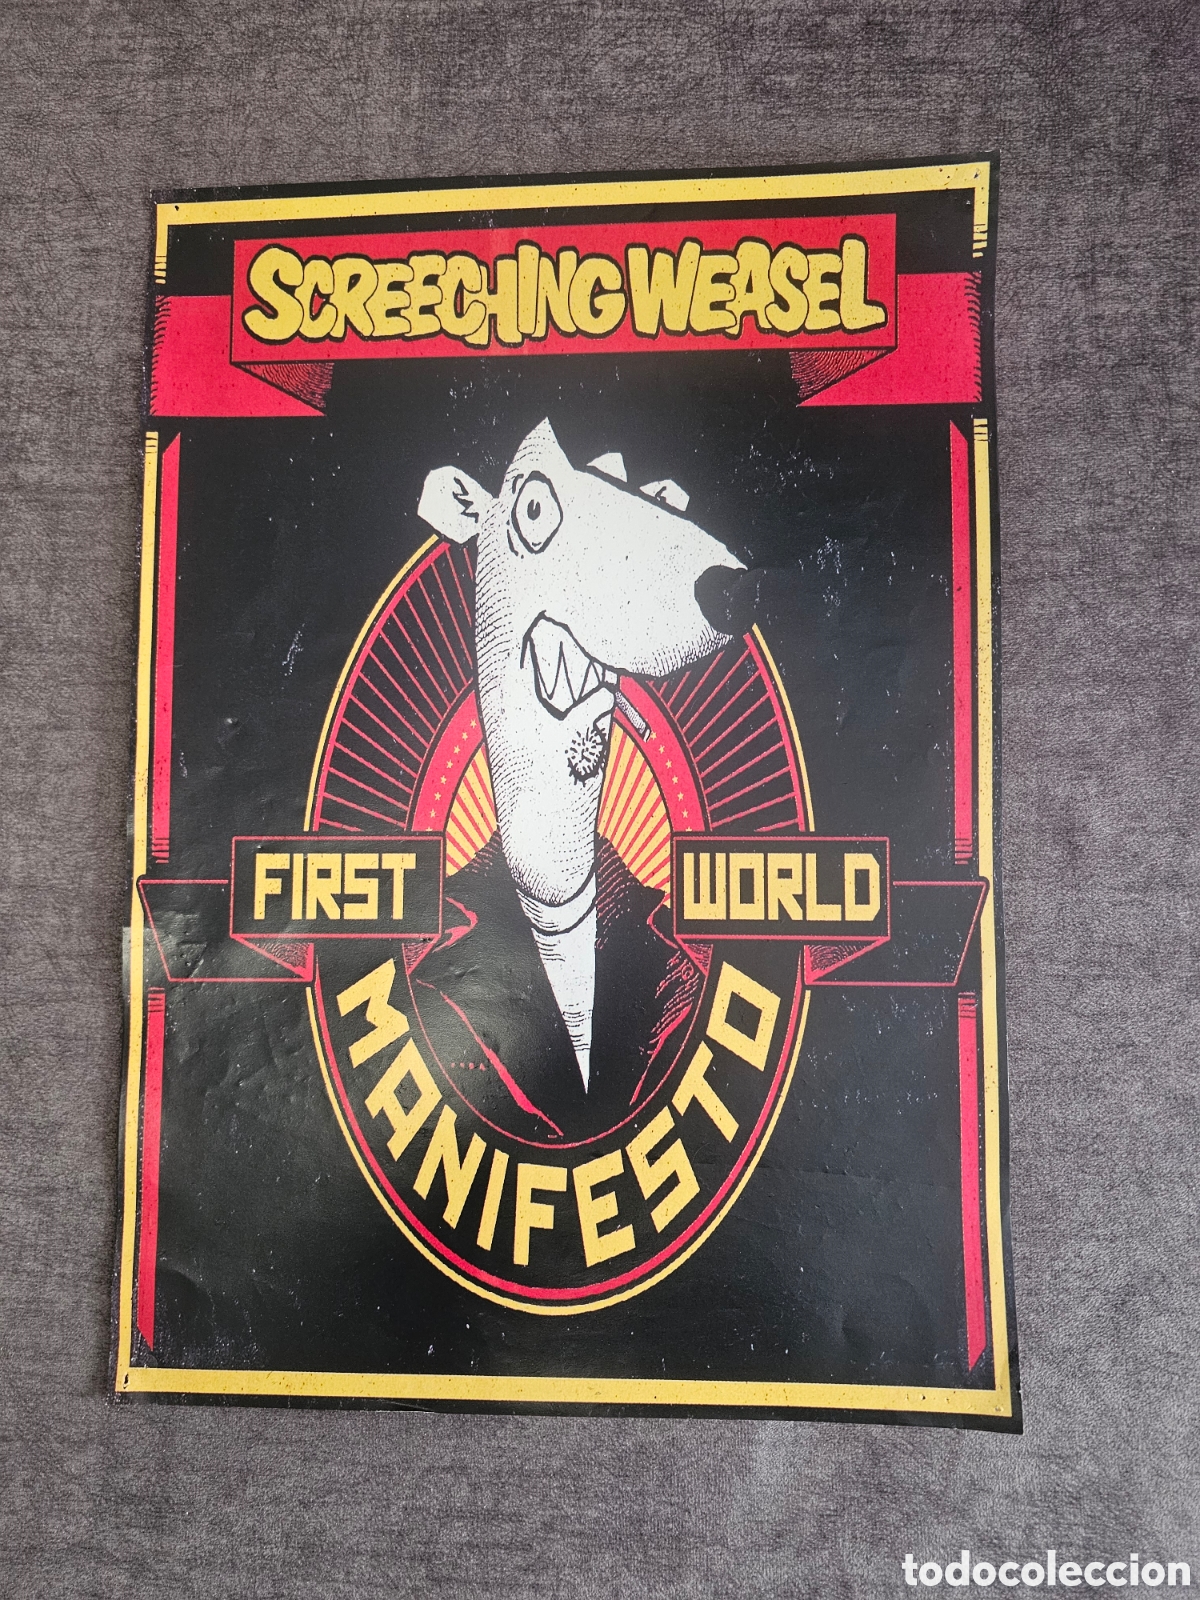 SCREECHING WEASEL
FIRST WORLD
MANIFESTO
todocoleccion